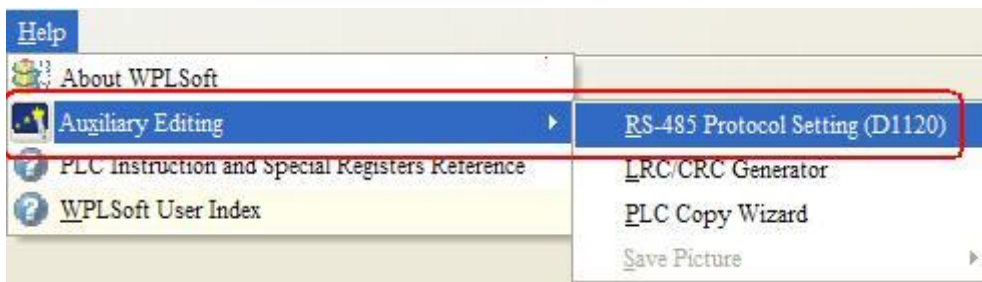 Help
About WPLSoft
Auxiliary Editing
PLC Instruction and Special Registers Reference
WPLSoft User Index
RS-485 Protocol Setting (D1120)
LRC/CRC Generator
PLC Copy Wizard
Save Picture